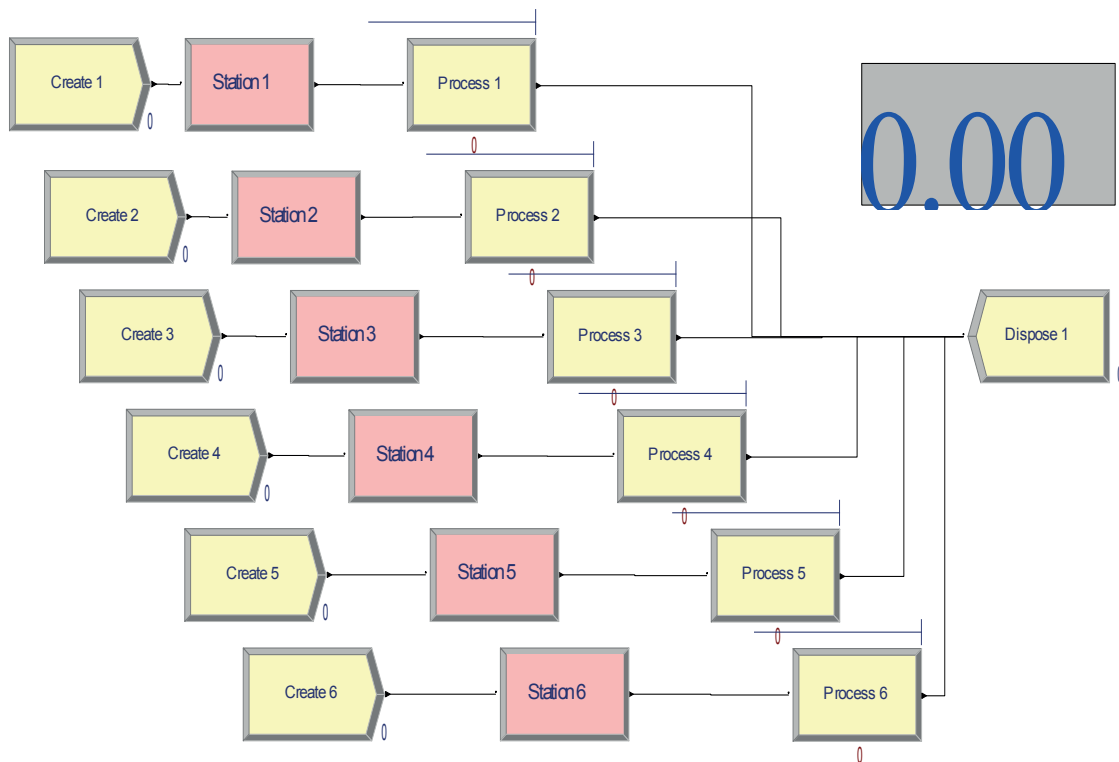 Create 1
Station 1
Process 1
0
0
0.00
Create 2
Station 2
Process 2
0
0
Create 3
Station 3
Process 3
Dispose 1
0
0
0
Create 4
Station 4
Process 4
0
0
Create 5
Station 5
Process 5
0
0
Create 6
Station 6
Process 6
0
0